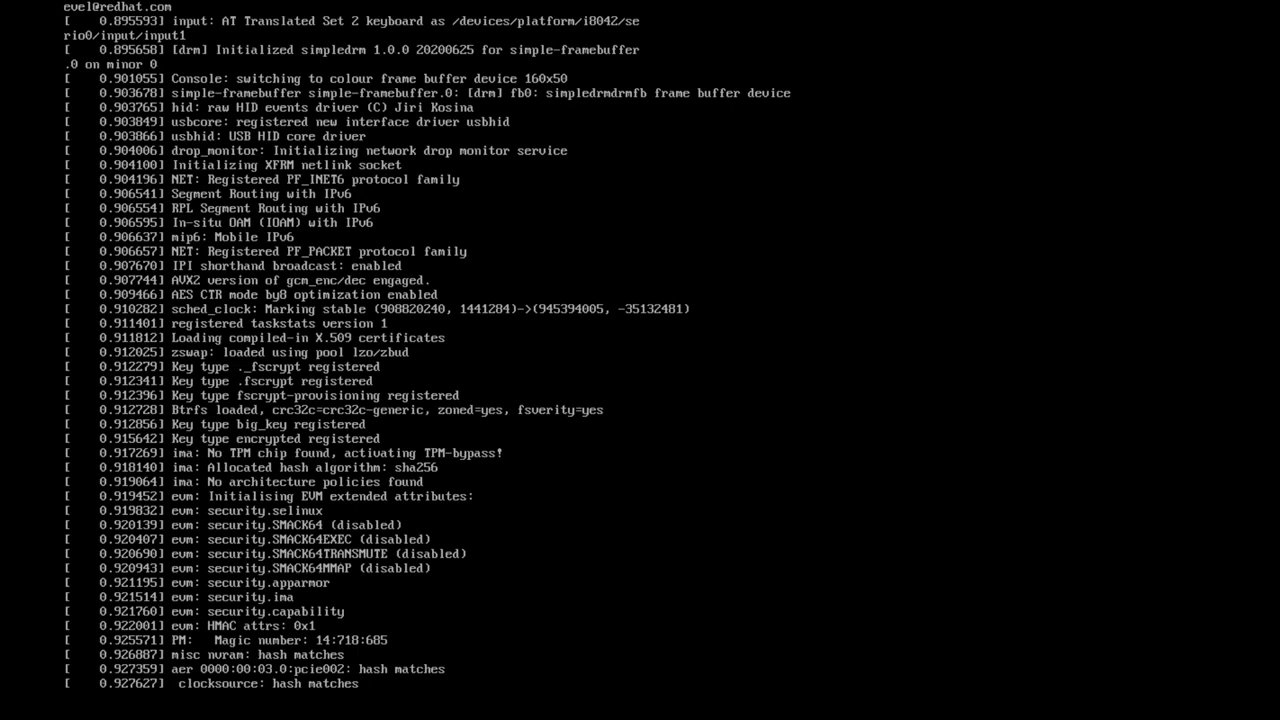 evel@redhat.com
[    0.895593] input: AT Translated Set 2 keyboard as /devices/platform/i8042/se
rio0/input/input1
[    0.895658] [drm] Initialized simpledrm 1.0.0 20200625 for simple-framebuffer
.0 on minor 0
[    0.901055] Console: switching to colour frame buffer device 160x50
[    0.903678] simple-framebuffer simple-framebuffer.0: [drm] fb0: simpledrmdrmfb frame buffer device
[    0.903765] hid: raw HID events driver (C) Jiri Kosina
[    0.903849] usbcore: registered new interface driver usbhid
[    0.903866] usbhid: USB HID core driver
[    0.904006] drop_monitor: Initializing network drop monitor service
[    0.904100] Initializing XFRM netlink socket
[    0.904196] NET: Registered PF_INET6 protocol family
[    0.906541] Segment Routing with IPv6
[    0.906554] RPL Segment Routing with IPv6
[    0.906595] In-situ OAM (IOAM) with IPv6
[    0.906637] mip6: Mobile IPv6
[    0.906657] NET: Registered PF_PACKET protocol family
[    0.907670] IPI shorthand broadcast: enabled
[    0.907744] AVX2 version of gcm_enc/dec engaged.
[    0.909466] AES CTR mode by8 optimization enabled
[    0.910282] sched_clock: Marking stable (908820240, 1441284)->(945394005, -35132481)
[    0.911401] registered taskstats version 1
[    0.911812] Loading compiled-in X.509 certificates
[    0.912025] zswap: loaded using pool lzo/zbud
[    0.912279] Key type ._fscrypt registered
[    0.912341] Key type .fscrypt registered
[    0.912396] Key type fscrypt-provisioning registered
[    0.912728] Btrfs loaded, crc32c=crc32c-generic, zoned=yes, fsverity=yes
[    0.912856] Key type big_key registered
[    0.915642] Key type encrypted registered
[    0.917269] ima: No TPM chip found, activating TPM-bypass!
[    0.918140] ima: Allocated hash algorithm: sha256
[    0.919064] ima: No architecture policies found
[    0.919452] evm: Initialising EVM extended attributes:
[    0.919832] evm: security.selinux
[    0.920139] evm: security.SMACK64 (disabled)
[    0.920407] evm: security.SMACK64EXEC (disabled)
[    0.920690] evm: security.SMACK64TRANSMUTE (disabled)
[    0.920943] evm: security.SMACK64MMAP (disabled)
[    0.921195] evm: security.apparmor
[    0.921514] evm: security.ima
[    0.921760] evm: security.capability
[    0.922001] evm: HMAC attrs: 0x1
[    0.925571] PM:   Magic number: 14:718:685
[    0.926887] misc nvram: hash matches
[    0.927359] aer 0000:00:03.0:pcie002: hash matches
[    0.927627]  clocksource: hash matches